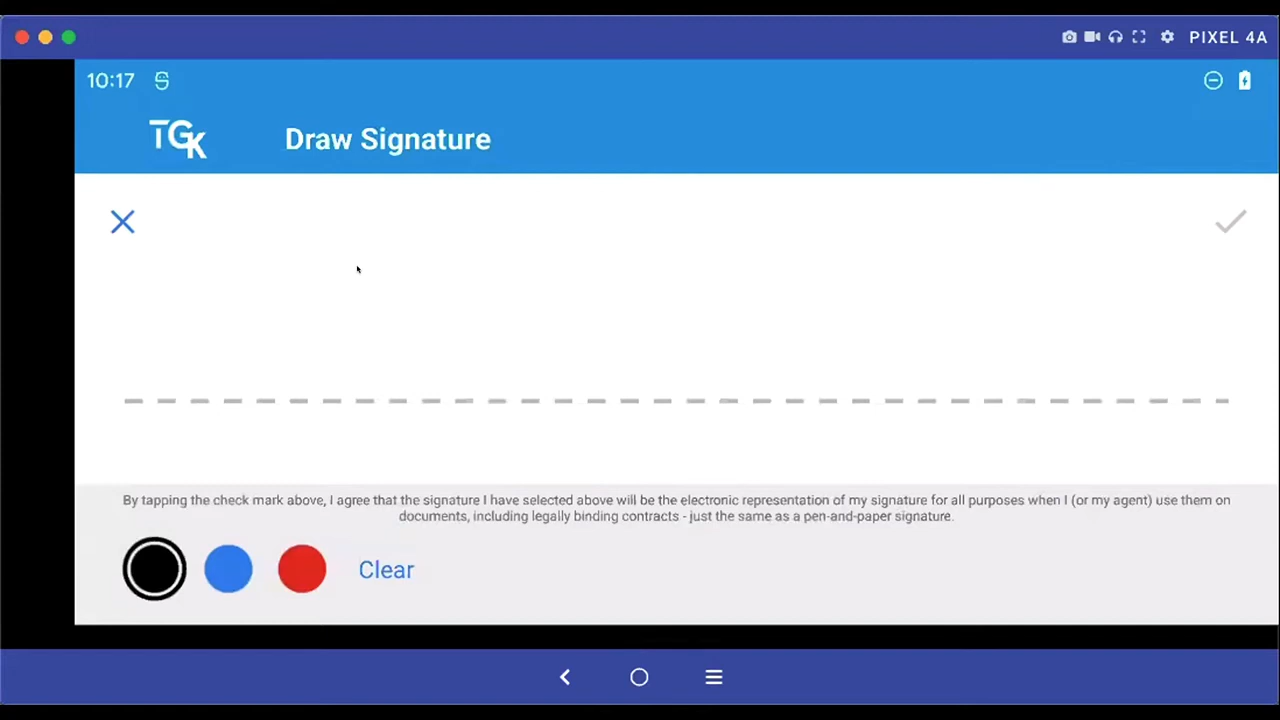 PIXEL 4A
10:17
TGK
Draw Signature
By tapping the check mark above, I agree that the signature I have selected above will be the electronic representation of my signature for all purposes when I (or my agent) use them on
documents, including legally binding contracts - just the same as a pen-and-paper signature.
Clear